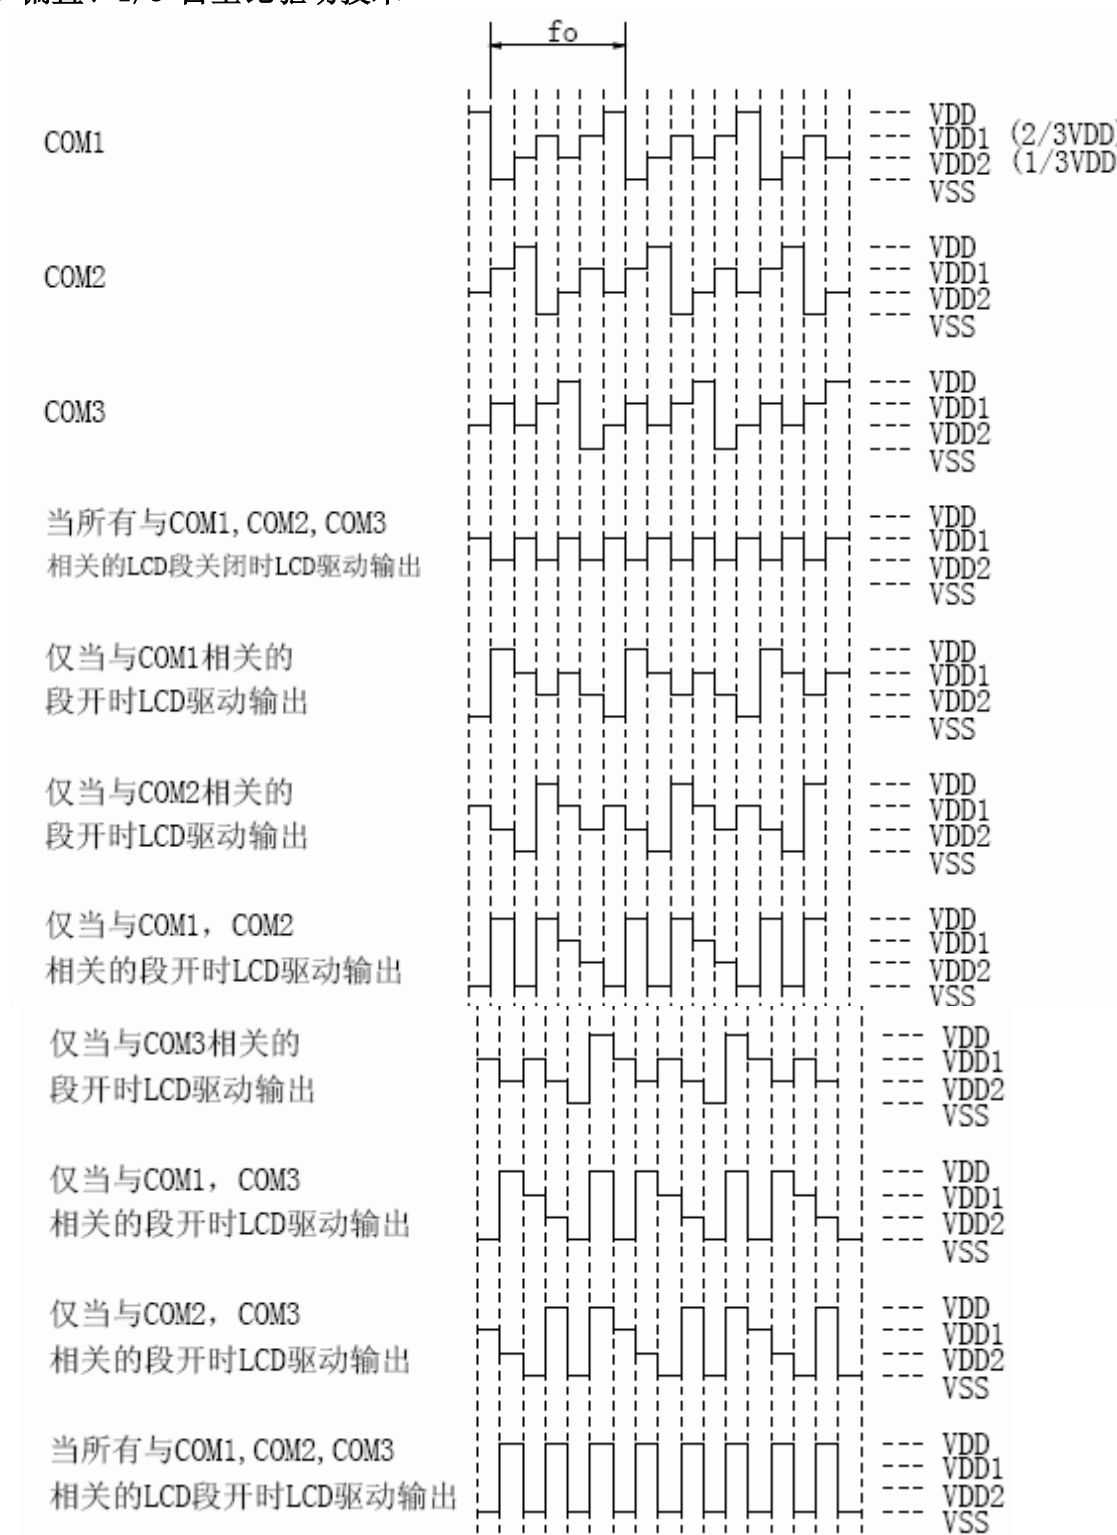 fo
COM1
VDD
VDD1 (2/3VDD
VDD2 (1/3VDD
VSS
COM2
VDD
VDD1
VDD2
VSS
COM3
VDD
VDD1
VDD2
VSS
当所有与COM1,COM2,COM3
相关的LCD段关闭时LCD驱动输出
VDD
VDD1
VDD2
VSS
仅当与COM1相关的
段开时LCD驱动输出
VDD
VDD1
VDD2
VSS
仅当与COM2相关的
段开时LCD驱动输出
VDD
VDD1
VDD2
VSS
仅当与COM1，COM2
相关的段开时LCD驱动输出
VDD
VDD1
VDD2
VSS
仅当与COM3相关的
段开时LCD驱动输出
VDD
VDD1
VDD2
VSS
仅当与COM1，COM3
相关的段开时LCD驱动输出
VDD
VDD1
VDD2
VSS
仅当与COM2，COM3
相关的段开时LCD驱动输出
VDD
VDD1
VDD2
VSS
当所有与COM1,COM2,COM3
相关的LCD段开时LCD驱动输出
VDD
VDD1
VDD2
VSS